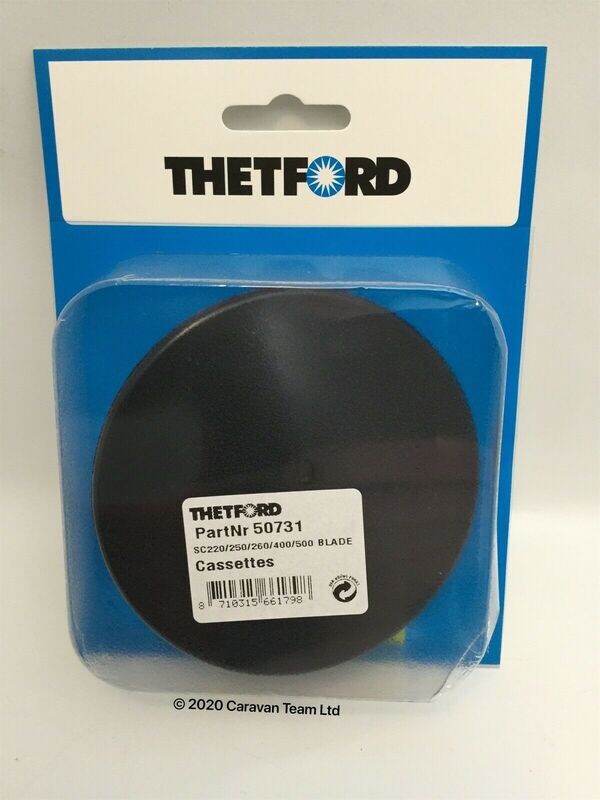 THETFORD
THETFORD
PartNr 50731
SC220/250/260/400/500 BLADE
Cassettes
8 710315 661798
© 2020 Caravan Team Ltd